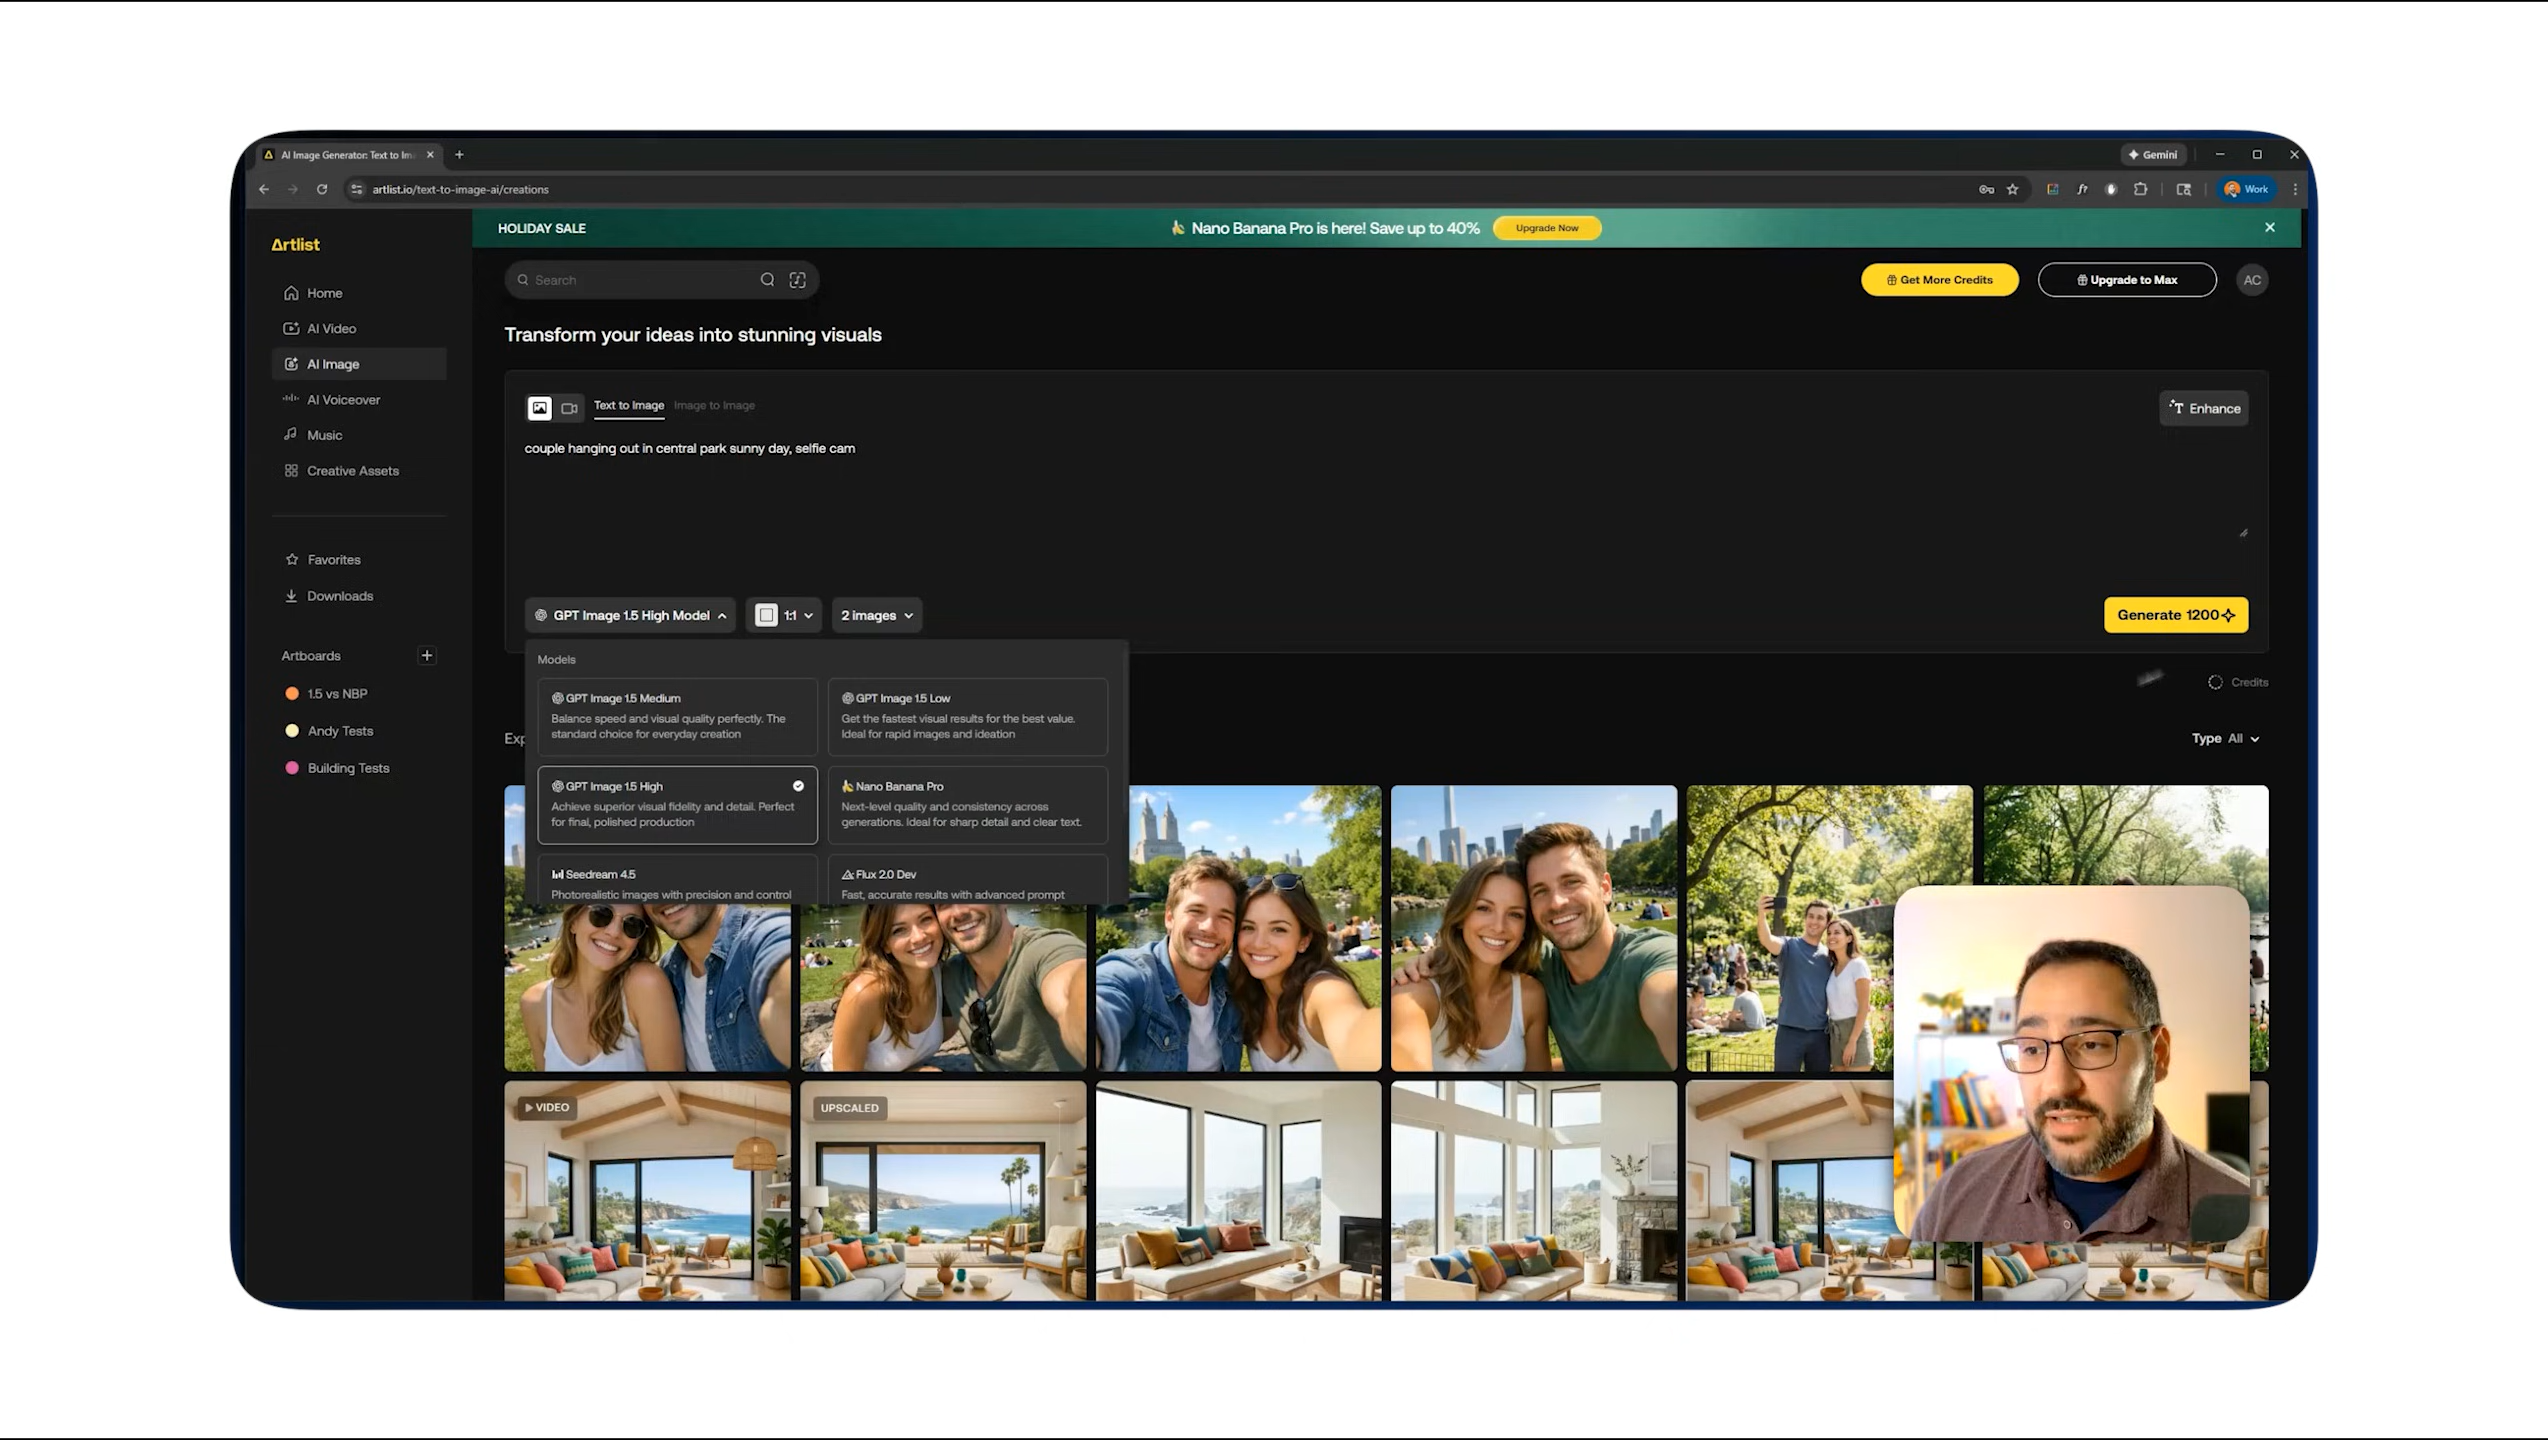 AI Image Generator: Text to Im
Gemini
artlist.io/text-to-image-ai/creations
Work
HOLIDAY SALE
Nano Banana Pro is here! Save up to 40%
Upgrade Now
Artlist
Search
Get More Credits
Upgrade to Max
AC
Home
AI Video
AI Image
AI Voiceover
Music
Creative Assets
Favorites
Downloads
Artboards
1.5 vs NBP
Andy Tests
Building Tests
Transform your ideas into stunning visuals
Text to Image
Image to Image
Enhance
couple hanging out in central park sunny day, selfie cam
GPT Image 1.5 High Model
1:1
2 images
Generate 1200
Credits
Models
GPT Image 1.5 Medium
Balance speed and visual quality perfectly. The
standard choice for everyday creation
GPT Image 1.5 Low
Get the fastest visual results for the best value.
Ideal for rapid images and ideation
GPT Image 1.5 High
Achieve superior visual fidelity and detail. Perfect
for final, polished production
Nano Banana Pro
Next-level quality and consistency across
generations. Ideal for sharp detail and clear text.
Seedream 4.5
Photorealistic images with precision and control
Flux 2.0 Dev
Fast, accurate results with advanced prompt
Exp
Type All
VIDEO
UPSCALED